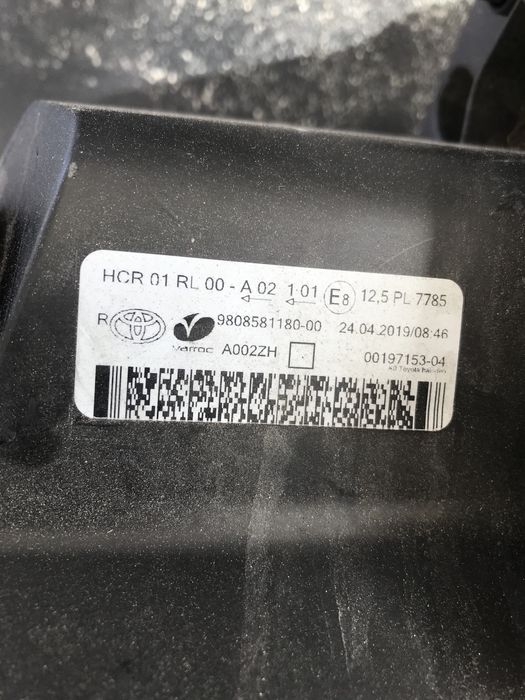 HCR 01 RL 00 - A 02 1 01 E8 12,5 PL 7785
R 9808581180-00 24.04.2019/08:46
varroc A002ZH 00197153-04